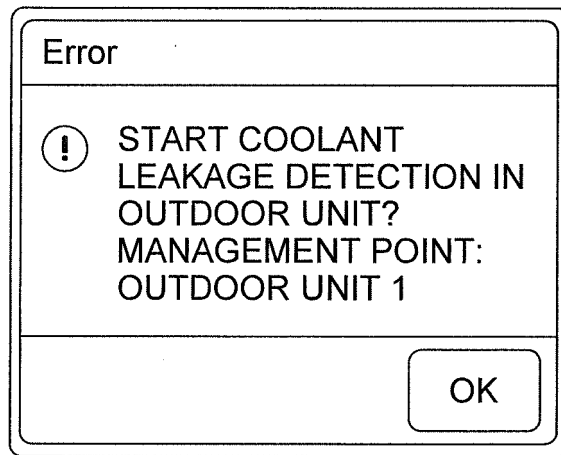 Error
START COOLANT
LEAKAGE DETECTION IN
OUTDOOR UNIT?
MANAGEMENT POINT:
OUTDOOR UNIT 1
OK